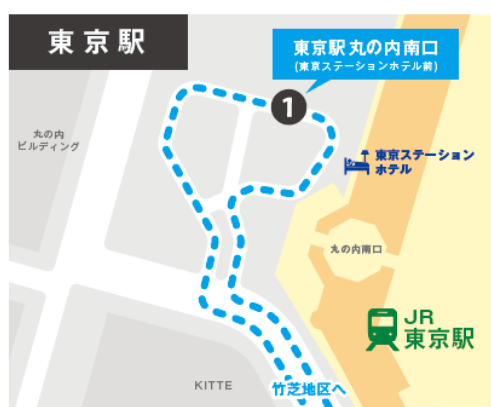 東京駅
東京駅 丸の内南口
(東京ステーションホテル前)
1
丸の内
ビルディング
東京ステーション
ホテル
丸の内南口
JR
東京駅
KITTE
竹芝地区へ